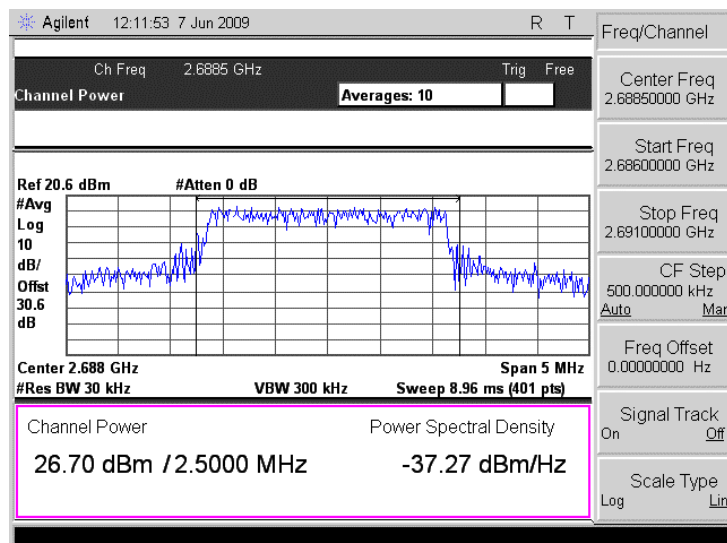 Agilent 12:11:53 7 Jun 2009 R T
Ch Freq 2.6885 GHz Trig Free
Channel Power Averages: 10
Ref 20.6 dBm #Atten 0 dB
#Avg
Log
10
dB/
Offst
30.6
dB
Center 2.688 GHz Span 5 MHz
#Res BW 30 kHz VBW 300 kHz Sweep 8.96 ms (401 pts)
Channel Power Power Spectral Density
26.70 dBm / 2.5000 MHz -37.27 dBm/Hz
Freq/Channel
Center Freq
2.68850000 GHz
Start Freq
2.68600000 GHz
Stop Freq
2.69100000 GHz
CF Step
500.000000 kHz
Auto Man
Freq Offset
0.00000000 Hz
Signal Track
On Off
Scale Type
Log Lin